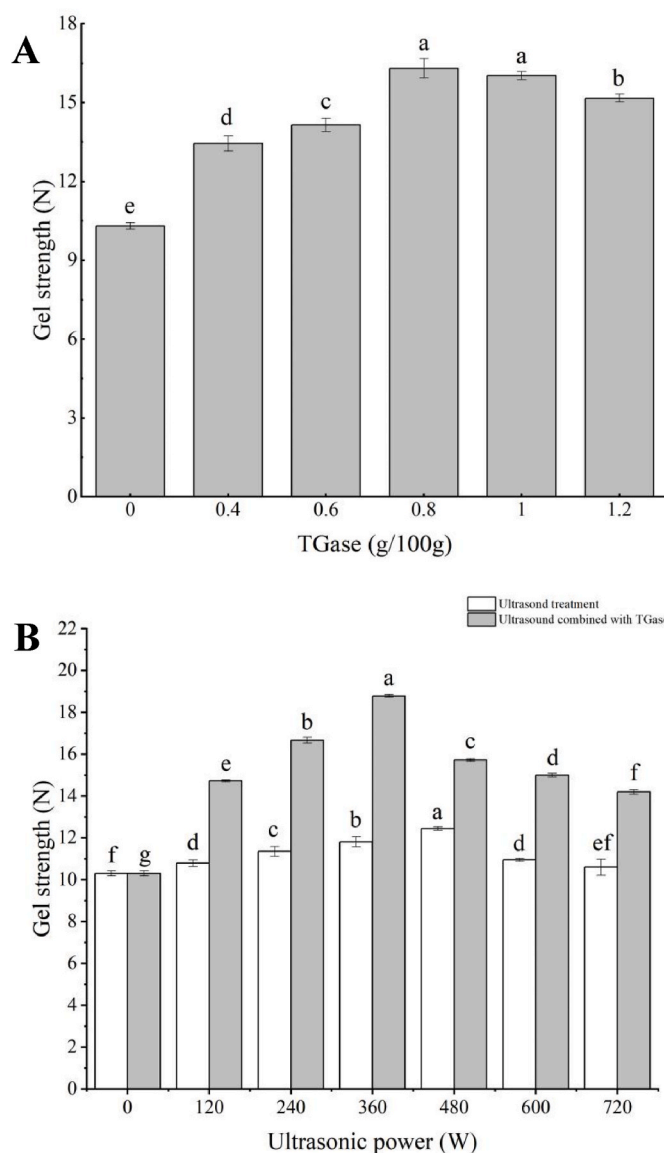 A
Gel strength (N)
18
15
12
9
6
3
0
e
d
c
a
a
b
0 0.4 0.6 0.8 1 1.2
TGase (g/100g)
B
Ultrasond treatment
Ultrasound combined with TGase
Gel strength (N)
22
20
18
16
14
12
10
8
6
4
2
0
f g d e c b b a a c d d ef f
0 120 240 360 480 600 720
Ultrasonic power (W)